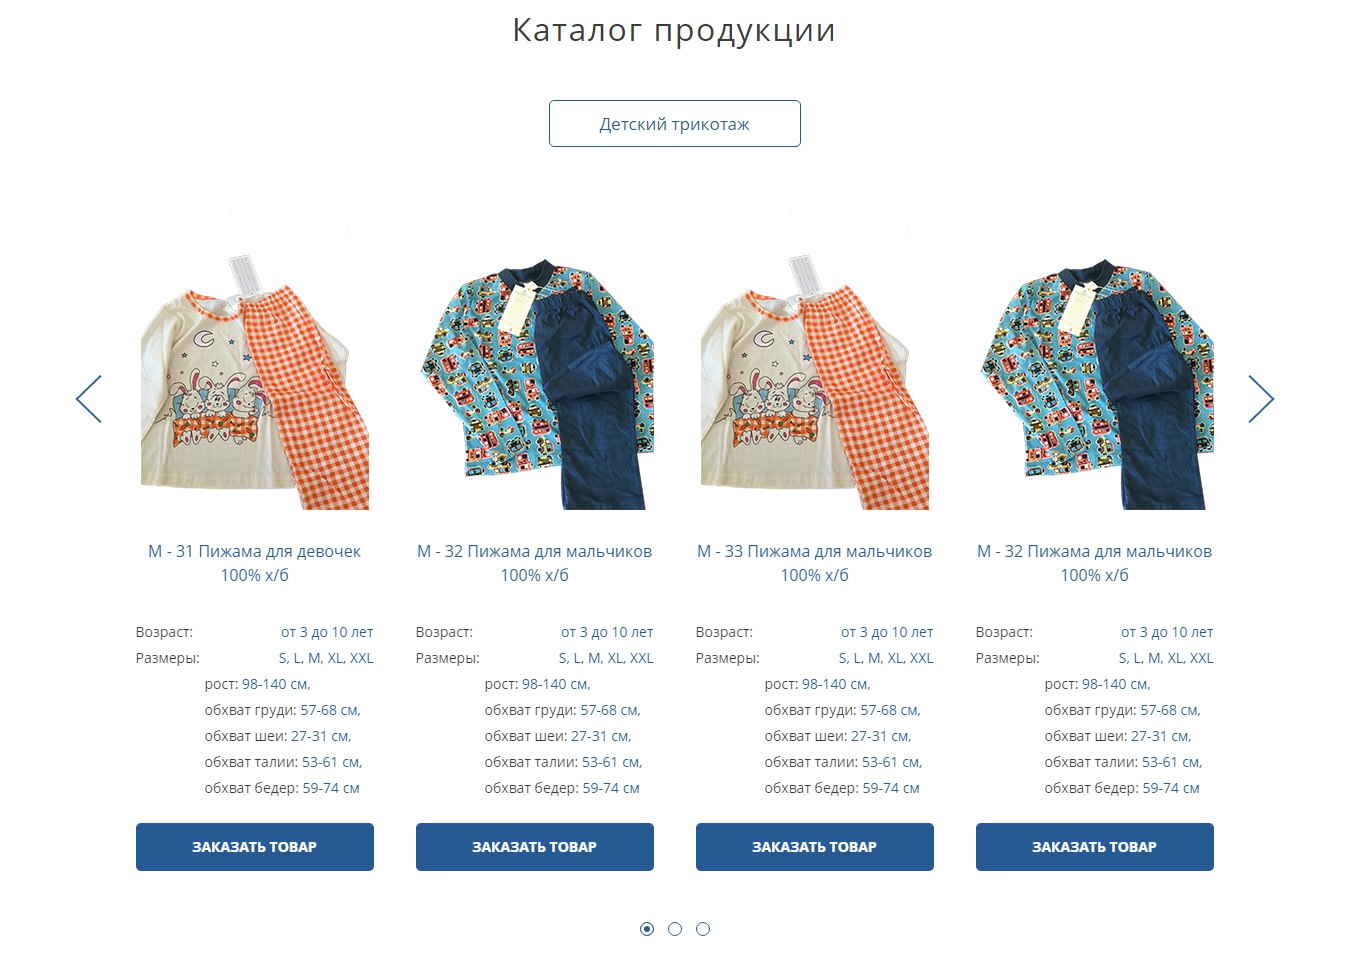 Каталог продукции
Детский трикотаж
М - 31 Пижама для девочек
100% х/б
Возраст: от 3 до 10 лет
Размеры: S, L, M, XL, XXL
рост: 98-140 см,
обхват груди: 57-68 см,
обхват шеи: 27-31 см,
обхват талии: 53-61 см,
обхват бедер: 59-74 см
ЗАКАЗАТЬ ТОВАР
М - 32 Пижама для мальчиков
100% х/б
Возраст: от 3 до 10 лет
Размеры: S, L, M, XL, XXL
рост: 98-140 см,
обхват груди: 57-68 см,
обхват шеи: 27-31 см,
обхват талии: 53-61 см,
обхват бедер: 59-74 см
ЗАКАЗАТЬ ТОВАР
М - 33 Пижама для мальчиков
100% х/б
Возраст: от 3 до 10 лет
Размеры: S, L, M, XL, XXL
рост: 98-140 см,
обхват груди: 57-68 см,
обхват шеи: 27-31 см,
обхват талии: 53-61 см,
обхват бедер: 59-74 см
ЗАКАЗАТЬ ТОВАР
М - 32 Пижама для мальчиков
100% х/б
Возраст: от 3 до 10 лет
Размеры: S, L, M, XL, XXL
рост: 98-140 см,
обхват груди: 57-68 см,
обхват шеи: 27-31 см,
обхват талии: 53-61 см,
обхват бедер: 59-74 см
ЗАКАЗАТЬ ТОВАР